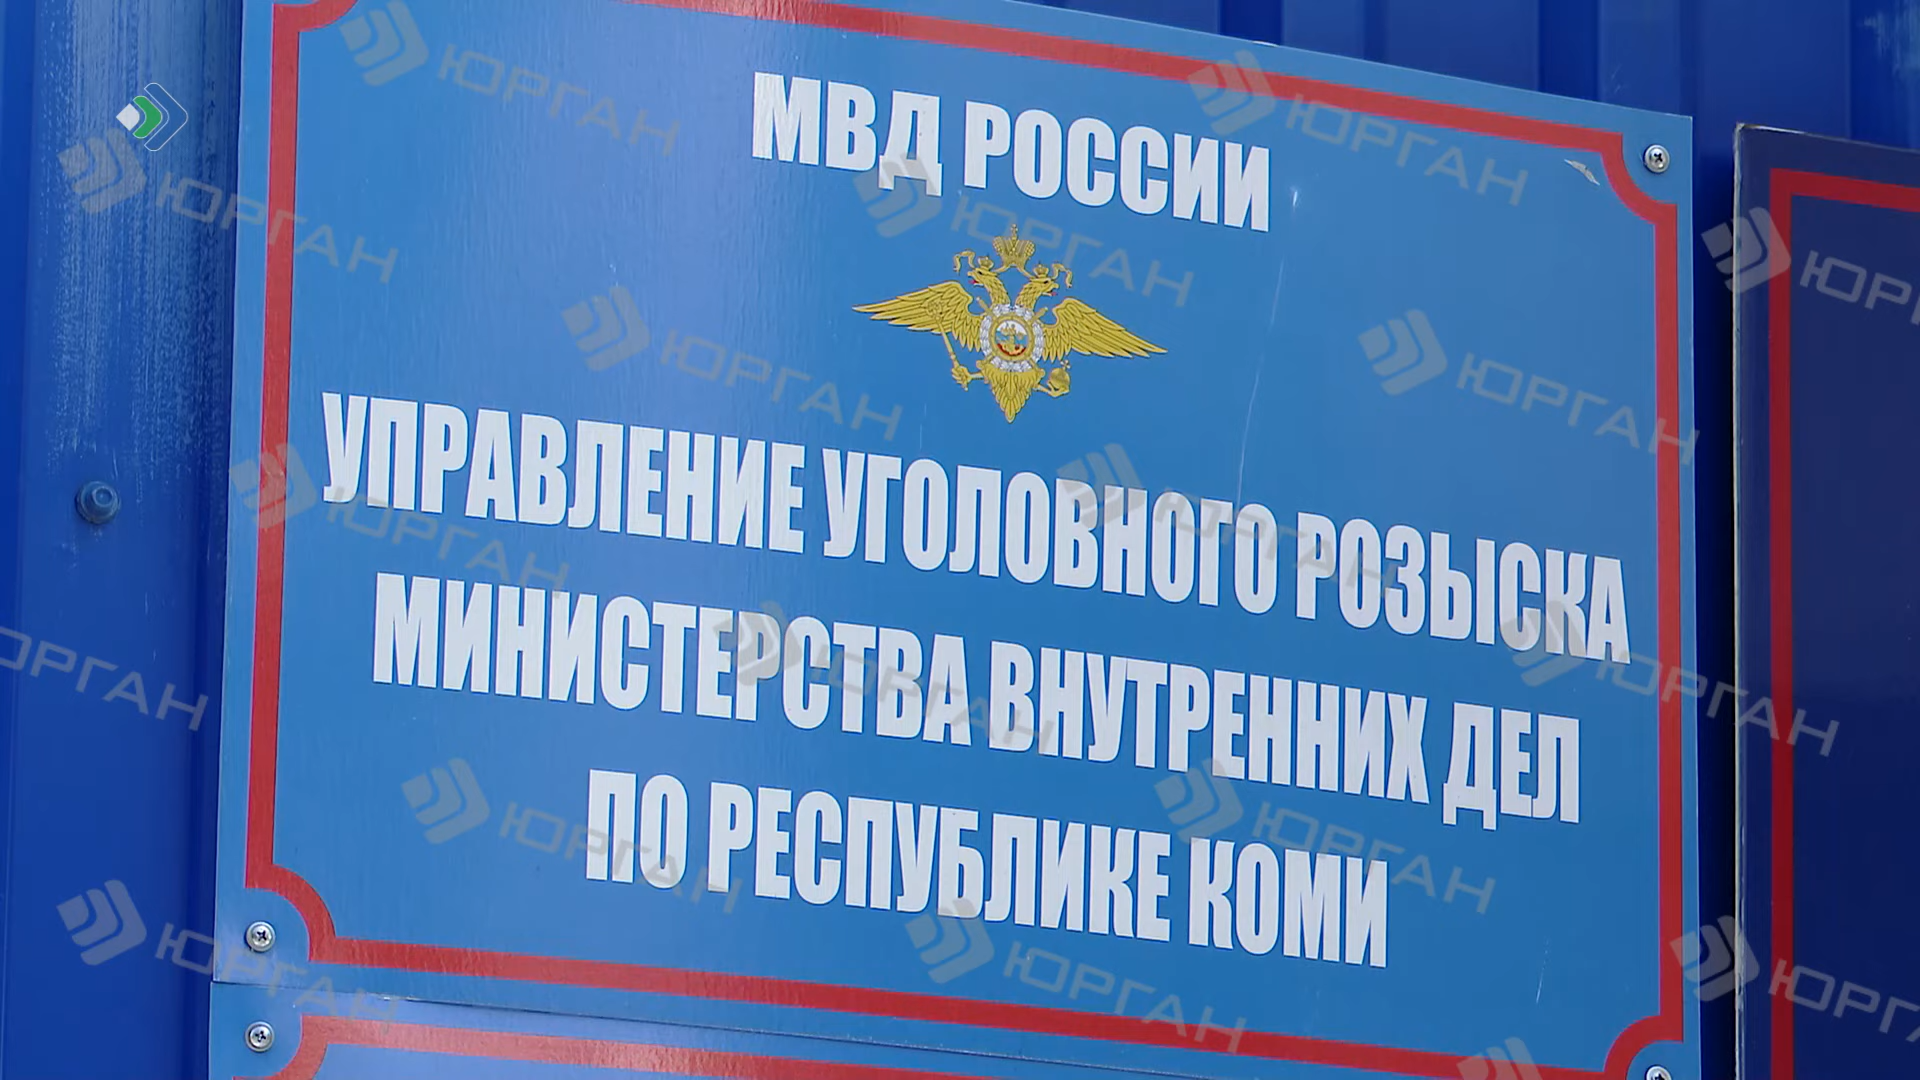 МВД РОССИИ
УПРАВЛЕНИЕ УГОЛОВНОГО РОЗЫСКА
МИНИСТЕРСТВА ВНУТРЕННИХ ДЕЛ
ПО РЕСПУБЛИКЕ КОМИ
ЮРГАН